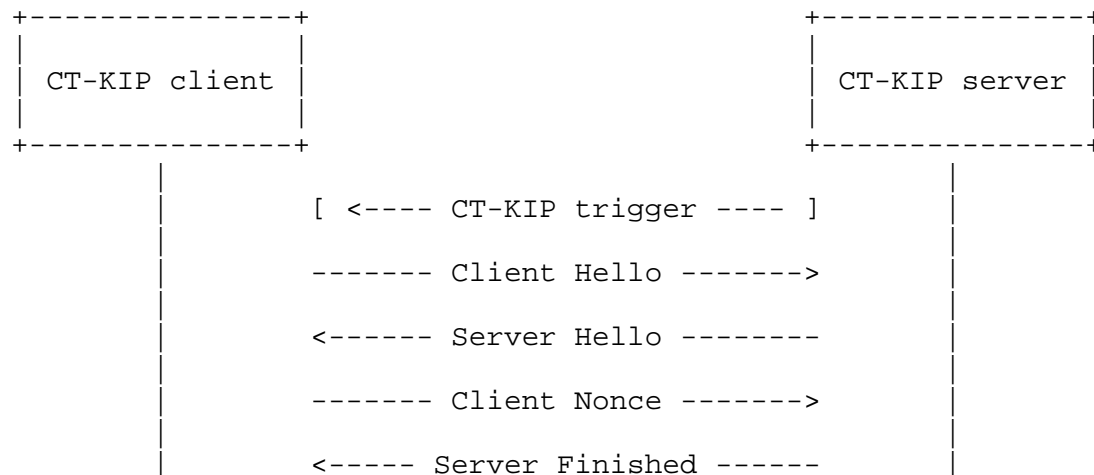 +---------------+ +---------------+
| | | |
| CT-KIP client | | CT-KIP server |
| | | |
+---------------+ +---------------+
| |
| [ <---- CT-KIP trigger ---- ] |
| |
| ------- Client Hello -------> |
| |
| <------ Server Hello -------- |
| |
| ------- Client Nonce -------> |
| |
| <----- Server Finished ------ |